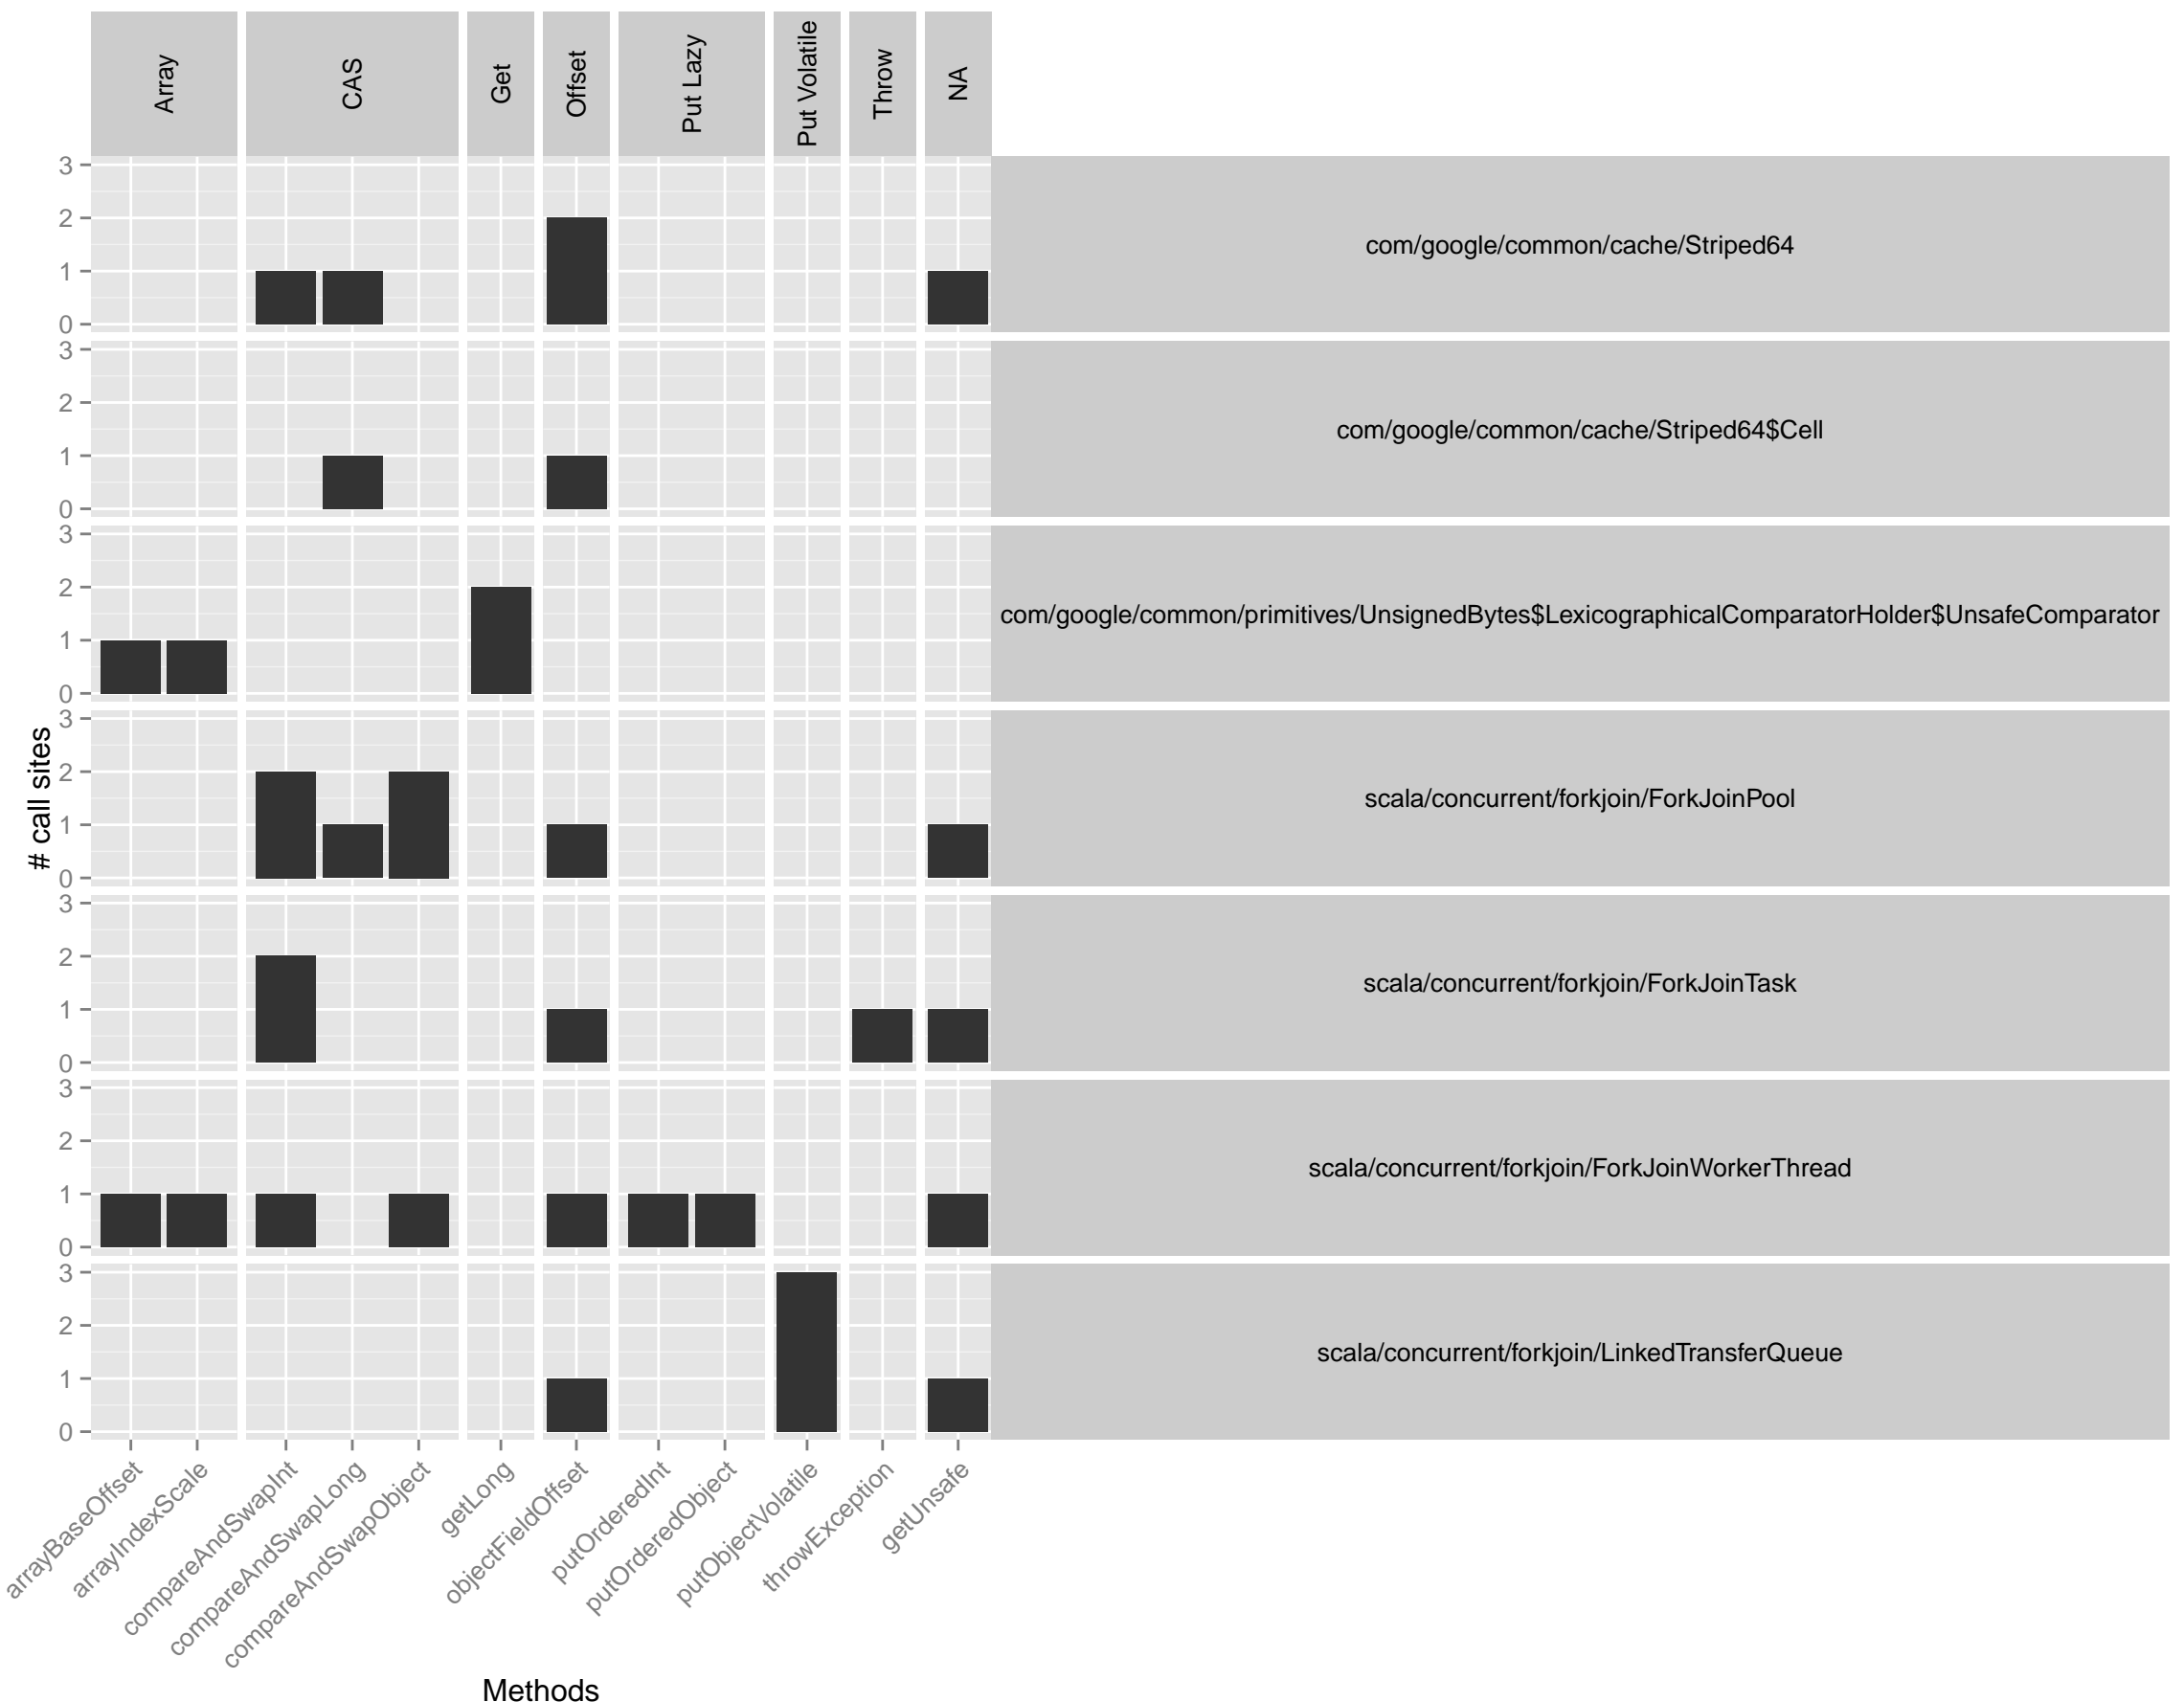 Array
CAS
Get
Offset
Put Lazy
Put Volatile
Throw
NA
3
2
1
0
com/google/common/cache/Striped64
3
2
1
0
com/google/common/cache/Striped64$Cell
3
2
1
0
com/google/common/primitives/UnsignedBytes$LexicographicalComparatorHolder$UnsafeComparator
3
2
1
0
scala/concurrent/forkjoin/ForkJoinPool
3
2
1
0
scala/concurrent/forkjoin/ForkJoinTask
3
2
1
0
scala/concurrent/forkjoin/ForkJoinWorkerThread
3
2
1
0
scala/concurrent/forkjoin/LinkedTransferQueue
# call sites
arrayBaseOffset
arrayIndexScale
compareAndSwapInt
compareAndSwapLong
compareAndSwapObject
getLong
objectFieldOffset
putOrderedInt
putOrderedObject
putObjectVolatile
throwException
getUnsafe
Methods